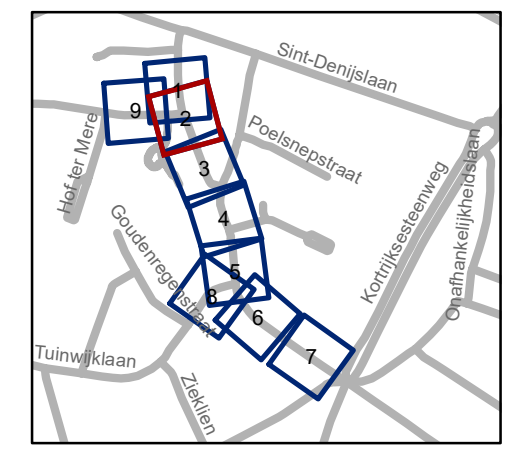 Sint-Denijslaan
1
9
2
Poelsnepstraat
Hof ter Mere
3
Kortrijksesteenweg
Onafhankelijkheidslaan
4
Goudenregenstraat
5
8
6
Tuinwijklaan
7
Zieklien